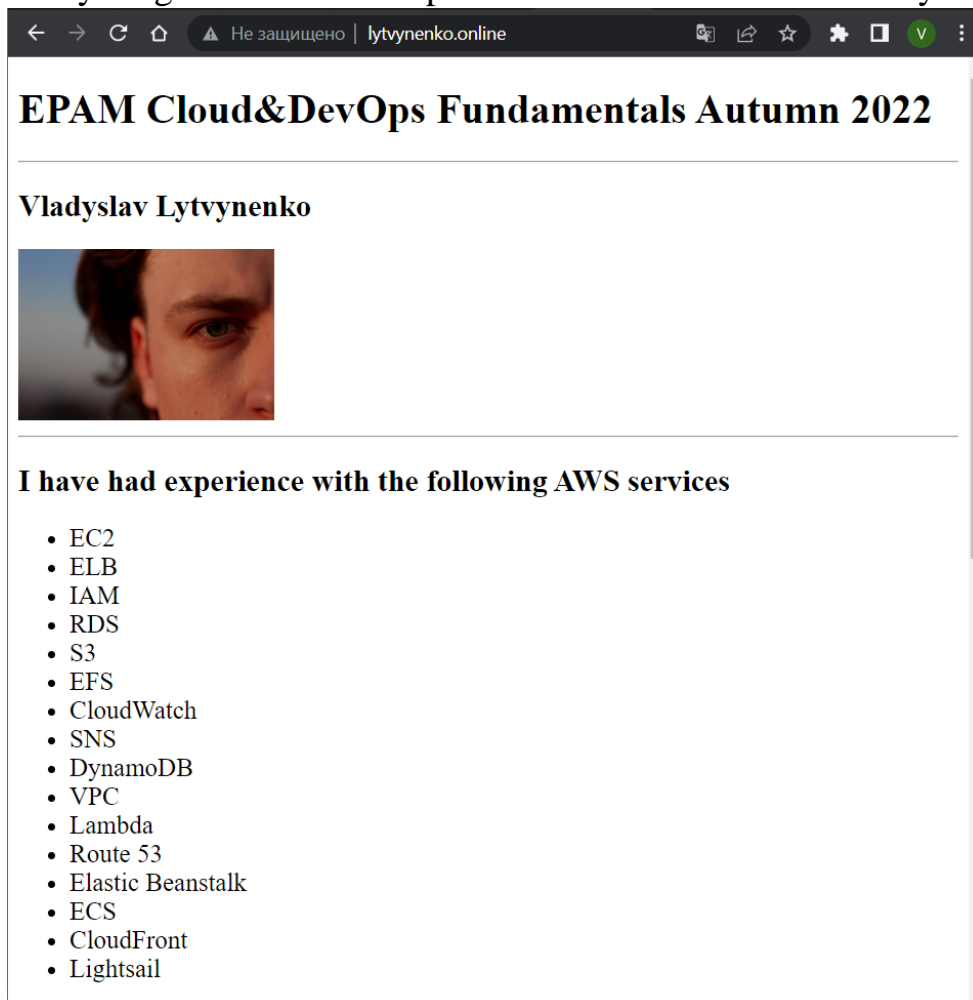 Не защищено | lytvynenko.online
V
EPAM Cloud&DevOps Fundamentals Autumn 2022
Vladyslav Lytvynenko
I have had experience with the following AWS services
• EC2
• ELB
• IAM
• RDS
• S3
• EFS
• CloudWatch
• SNS
• DynamoDB
• VPC
• Lambda
• Route 53
• Elastic Beanstalk
• ECS
• CloudFront
• Lightsail